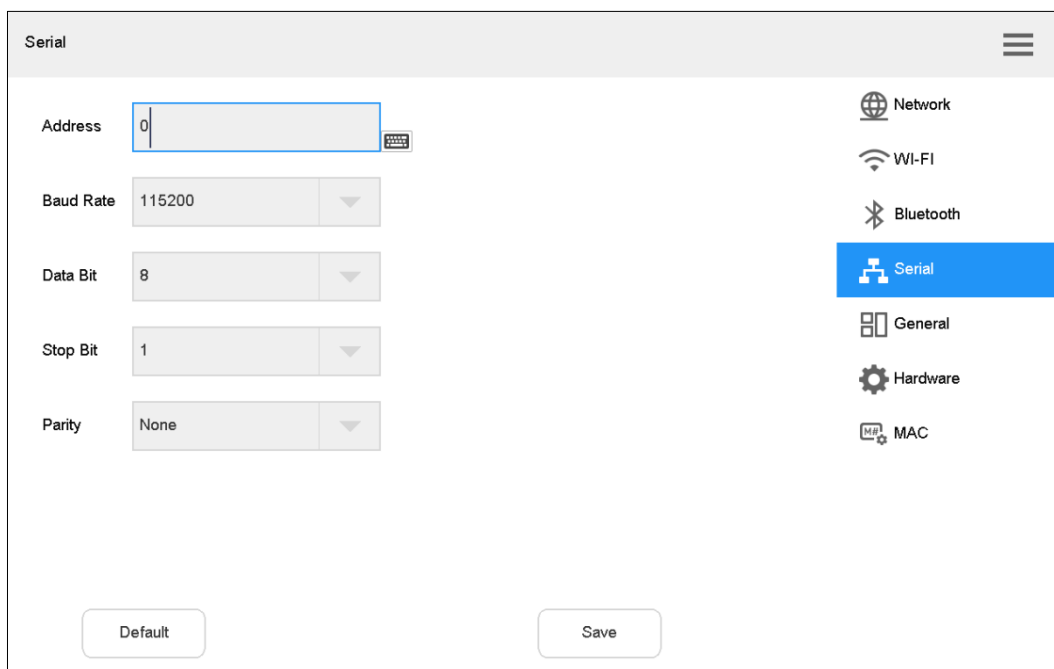 Serial
Address 0
Baud Rate 115200
Data Bit 8
Stop Bit 1
Parity None
Default Save
Network
WI-FI
Bluetooth
Serial
General
Hardware
M# MAC